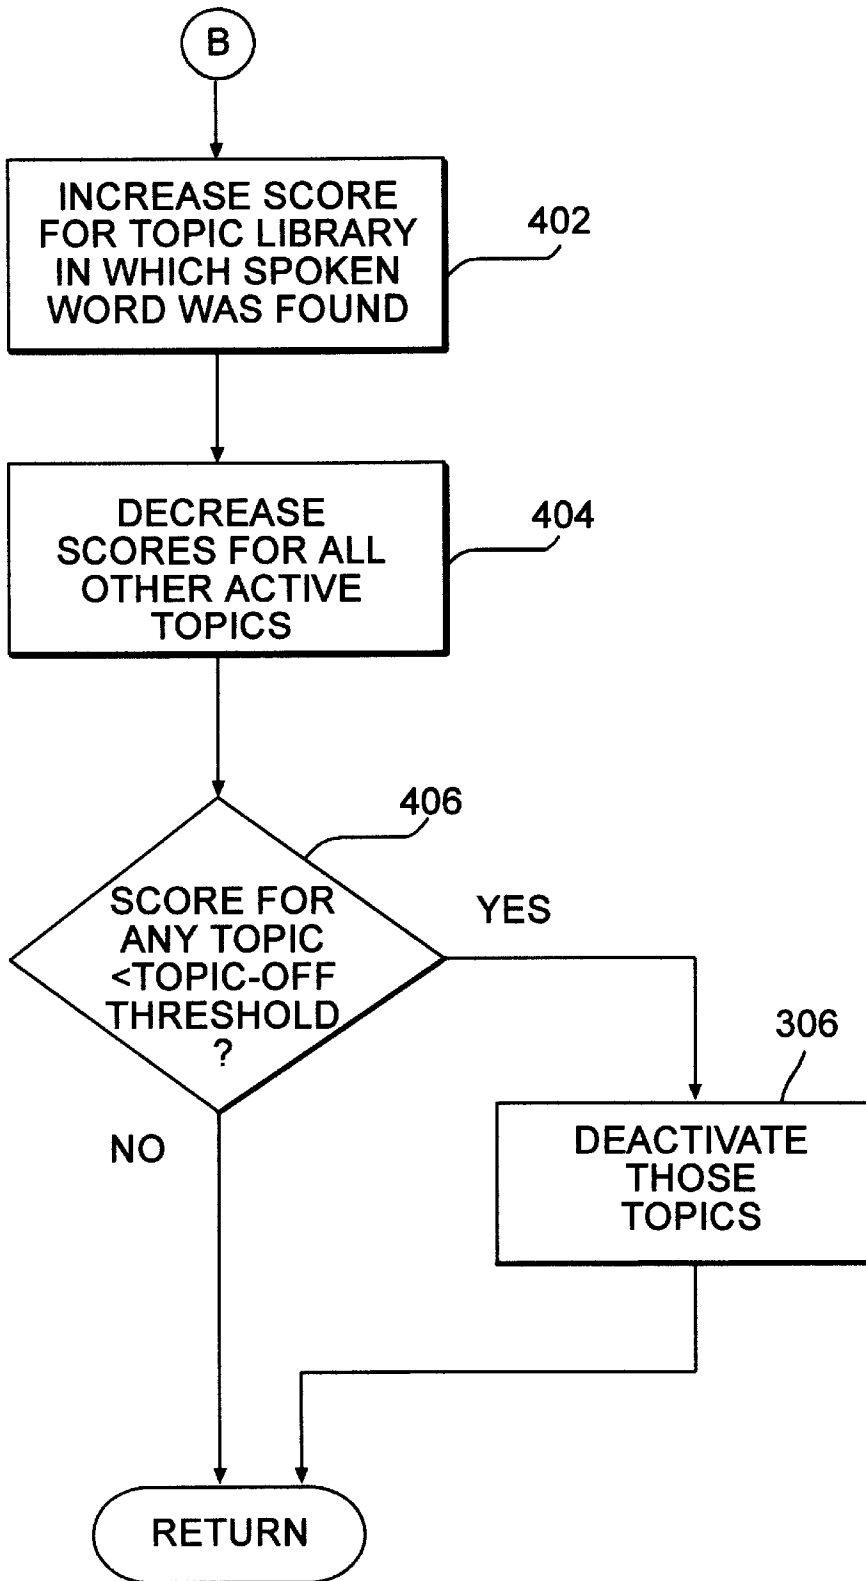 B
INCREASE SCORE
FOR TOPIC LIBRARY
IN WHICH SPOKEN
WORD WAS FOUND
402
DECREASE
SCORES FOR ALL
OTHER ACTIVE
TOPICS
404
406
SCORE FOR
ANY TOPIC
<TOPIC-OFF
THRESHOLD
?
YES
NO
306
DEACTIVATE
THOSE
TOPICS
RETURN